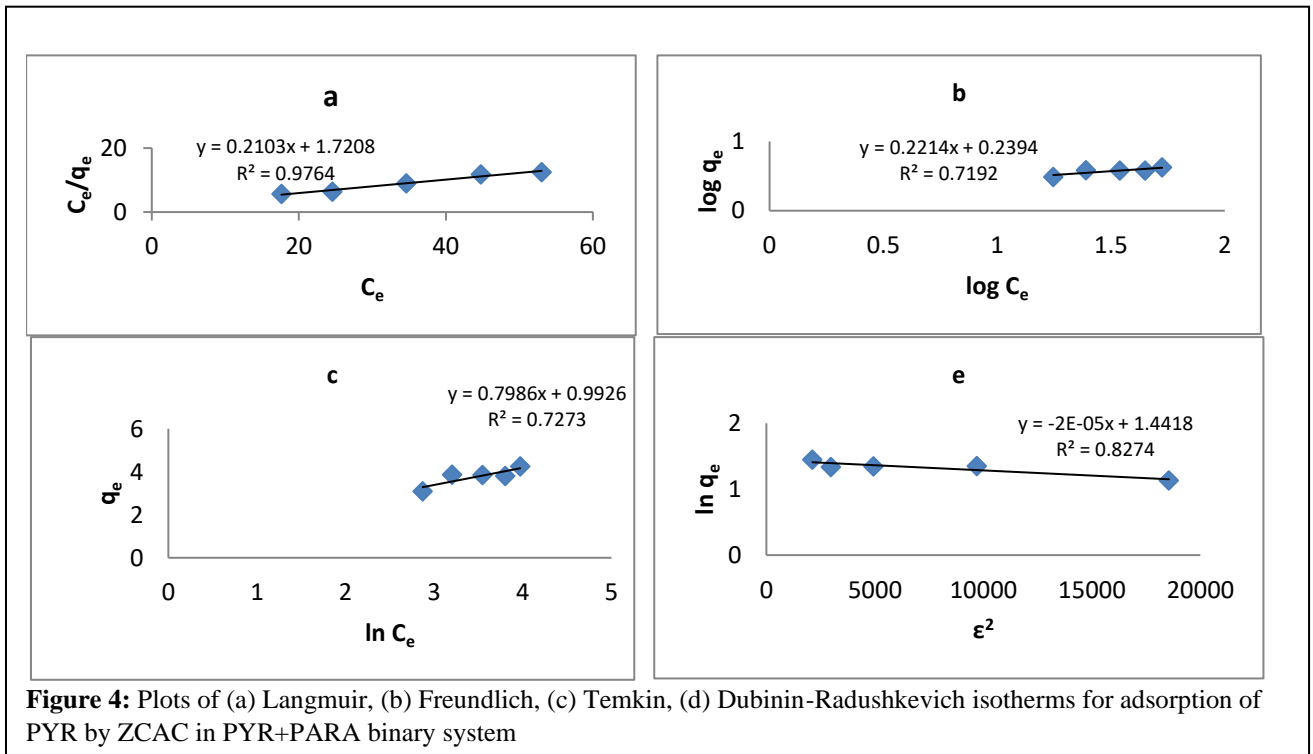 a
y = 0.2103x + 1.7208
R² = 0.9764
Cₑ/qₑ
20
0
0 20 40 60
Cₑ
b
y = 0.2214x + 0.2394
R² = 0.7192
log qₑ
1
0
0 0.5 1 1.5 2
log Cₑ
c
y = 0.7986x + 0.9926
R² = 0.7273
qₑ
6
4
2
0
0 1 2 3 4 5
ln Cₑ
e
y = -2E-05x + 1.4418
R² = 0.8274
ln qₑ
2
1
0
0 5000 10000 15000 20000
ε²
Figure 4: Plots of (a) Langmuir, (b) Freundlich, (c) Temkin, (d) Dubinin-Radushkevich isotherms for adsorption of
PYR by ZCAC in PYR+PARA binary system